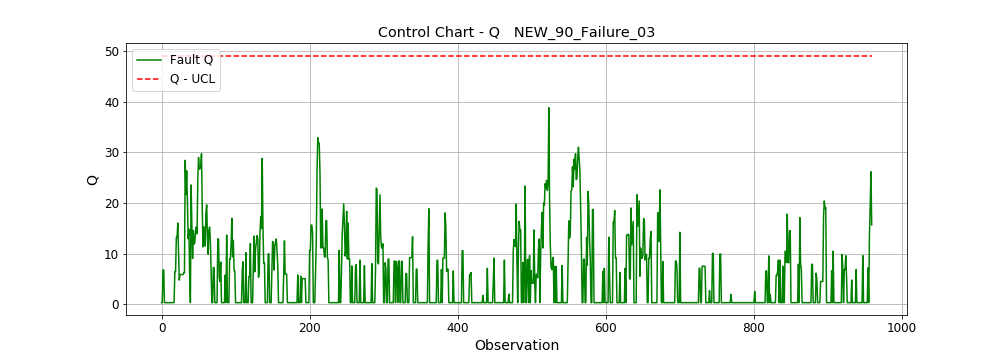 Control Chart - Q   NEW_90_Failure_03
Fault Q
Q - UCL
Q
50
40
30
20
10
0
0 200 400 600 800 1000
Observation